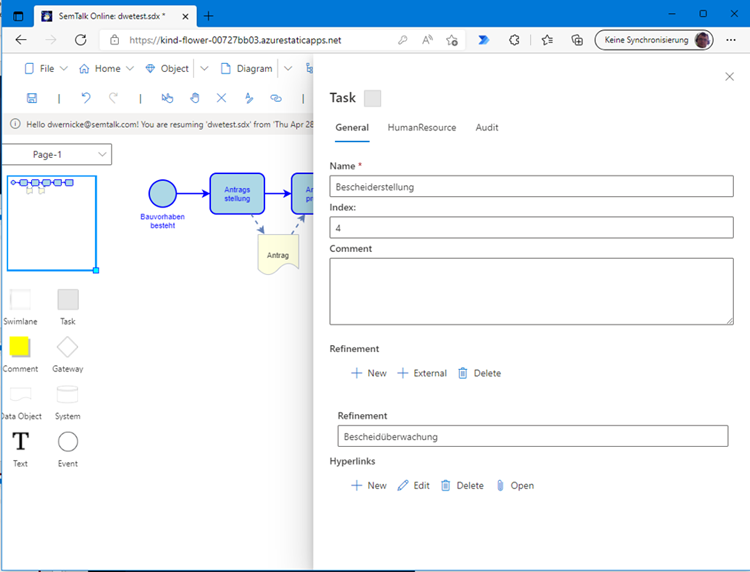 SemTalk Online: dwetest.sdx *
https://kind-flower-00727bb03.azurestaticapps.net
Keine Synchronisierung
File
Home
Object
Diagram
Hello dwernicke@semtalk.com! You are resuming 'dwetest.sdx' from 'Thu Apr 28
Page-1
Bauvorhaben
besteht
Antrags
stellung
Antrag
Swimlane
Task
Comment
Gateway
Data Object
System
Text
Event
Task
General
HumanResource
Audit
Name *
Bescheiderstellung
Index:
4
Comment
Refinement
New
External
Delete
Refinement
Bescheidüberwachung
Hyperlinks
New
Edit
Delete
Open